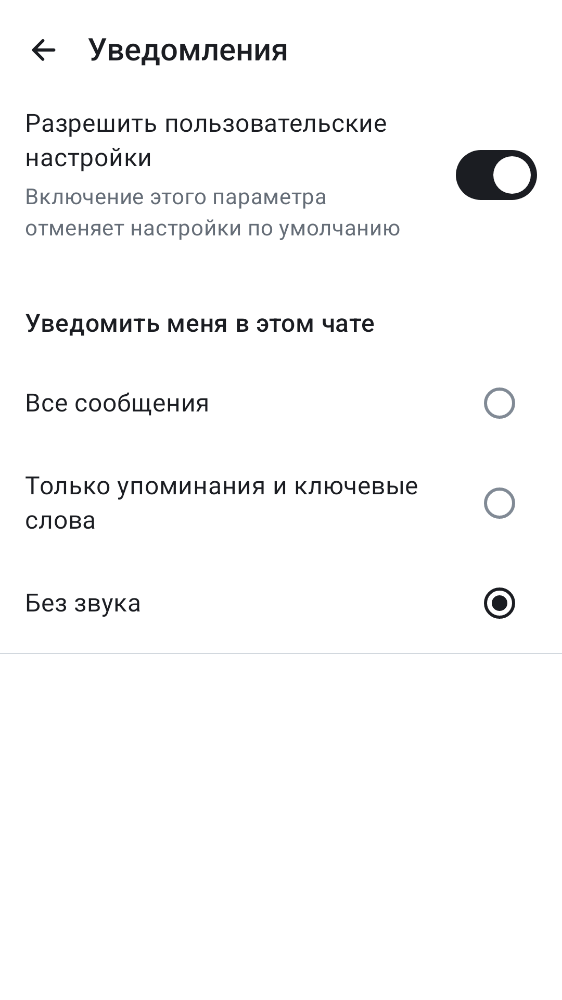 Уведомления
Разрешить пользовательские
настройки
Включение этого параметра
отменяет настройки по умолчанию
Уведомить меня в этом чате
Все сообщения
Только упоминания и ключевые
слова
Без звука